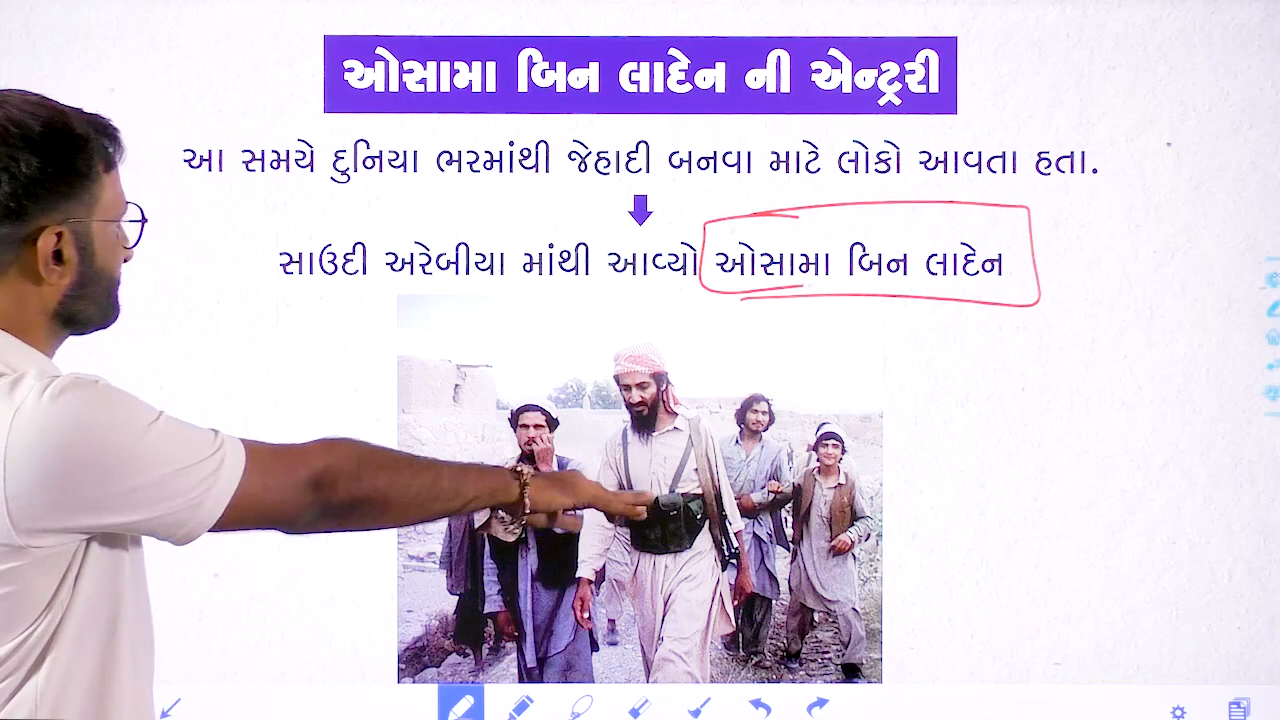 ઓસામા બિન લાદેન ની એન્ટ્રી
આ સમયે દુનિયા ભરમાંથી જેહાદી બનવા માટે લોકો આવતા હતા.
સાઉદી અરેબીયા માંથી આવ્યો ઓસામા બિન લાદેન